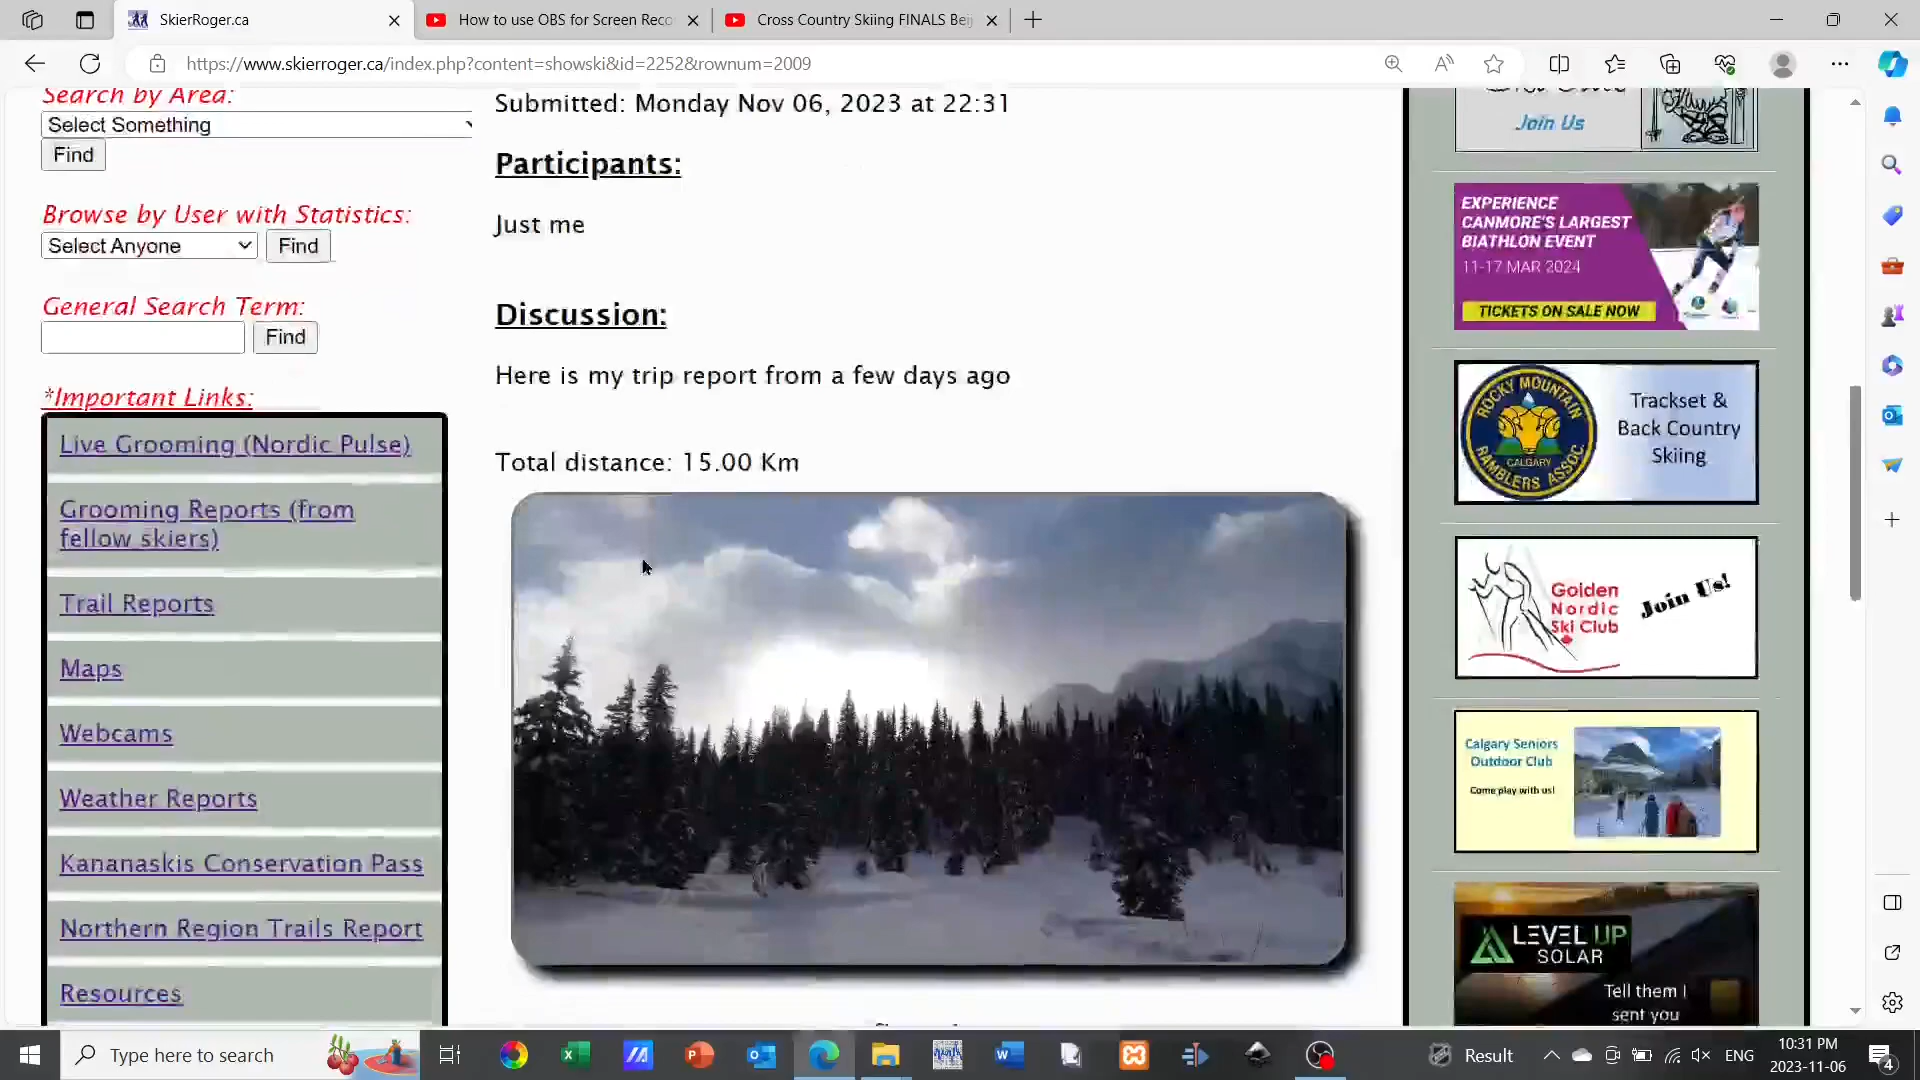 SkierRoger.ca
How to use OBS for Screen Reco
Cross Country Skiing FINALS Bei
https://www.skierroger.ca/index.php?content=showski&id=2252&rownum=2009
Search by Area:
Select Something
Find
Browse by User with Statistics:
Select Anyone
Find
General Search Term:
Find
*Important Links:
Live Grooming (Nordic Pulse)
Grooming Reports (from
fellow skiers)
Trail Reports
Maps
Webcams
Weather Reports
Kananaskis Conservation Pass
Northern Region Trails Report
Resources
Submitted: Monday Nov 06, 2023 at 22:31
Participants:
Just me
Discussion:
Here is my trip report from a few days ago
Total distance: 15.00 Km
Join Us
EXPERIENCE
CANMORE'S LARGEST
BIATHLON EVENT
11-17 MAR 2024
TICKETS ON SALE NOW
ROCKY MOUNTAIN
CALGARY
RAMBLERS ASSOC.
Trackset &
Back Country
Skiing
Golden
Nordic
Ski Club
Join Us!
Calgary Seniors
Outdoor Club
Come play with us!
LEVEL UP
SOLAR
Tell them I
sent you
Type here to search
Result
ENG
10:31 PM
2023-11-06
4